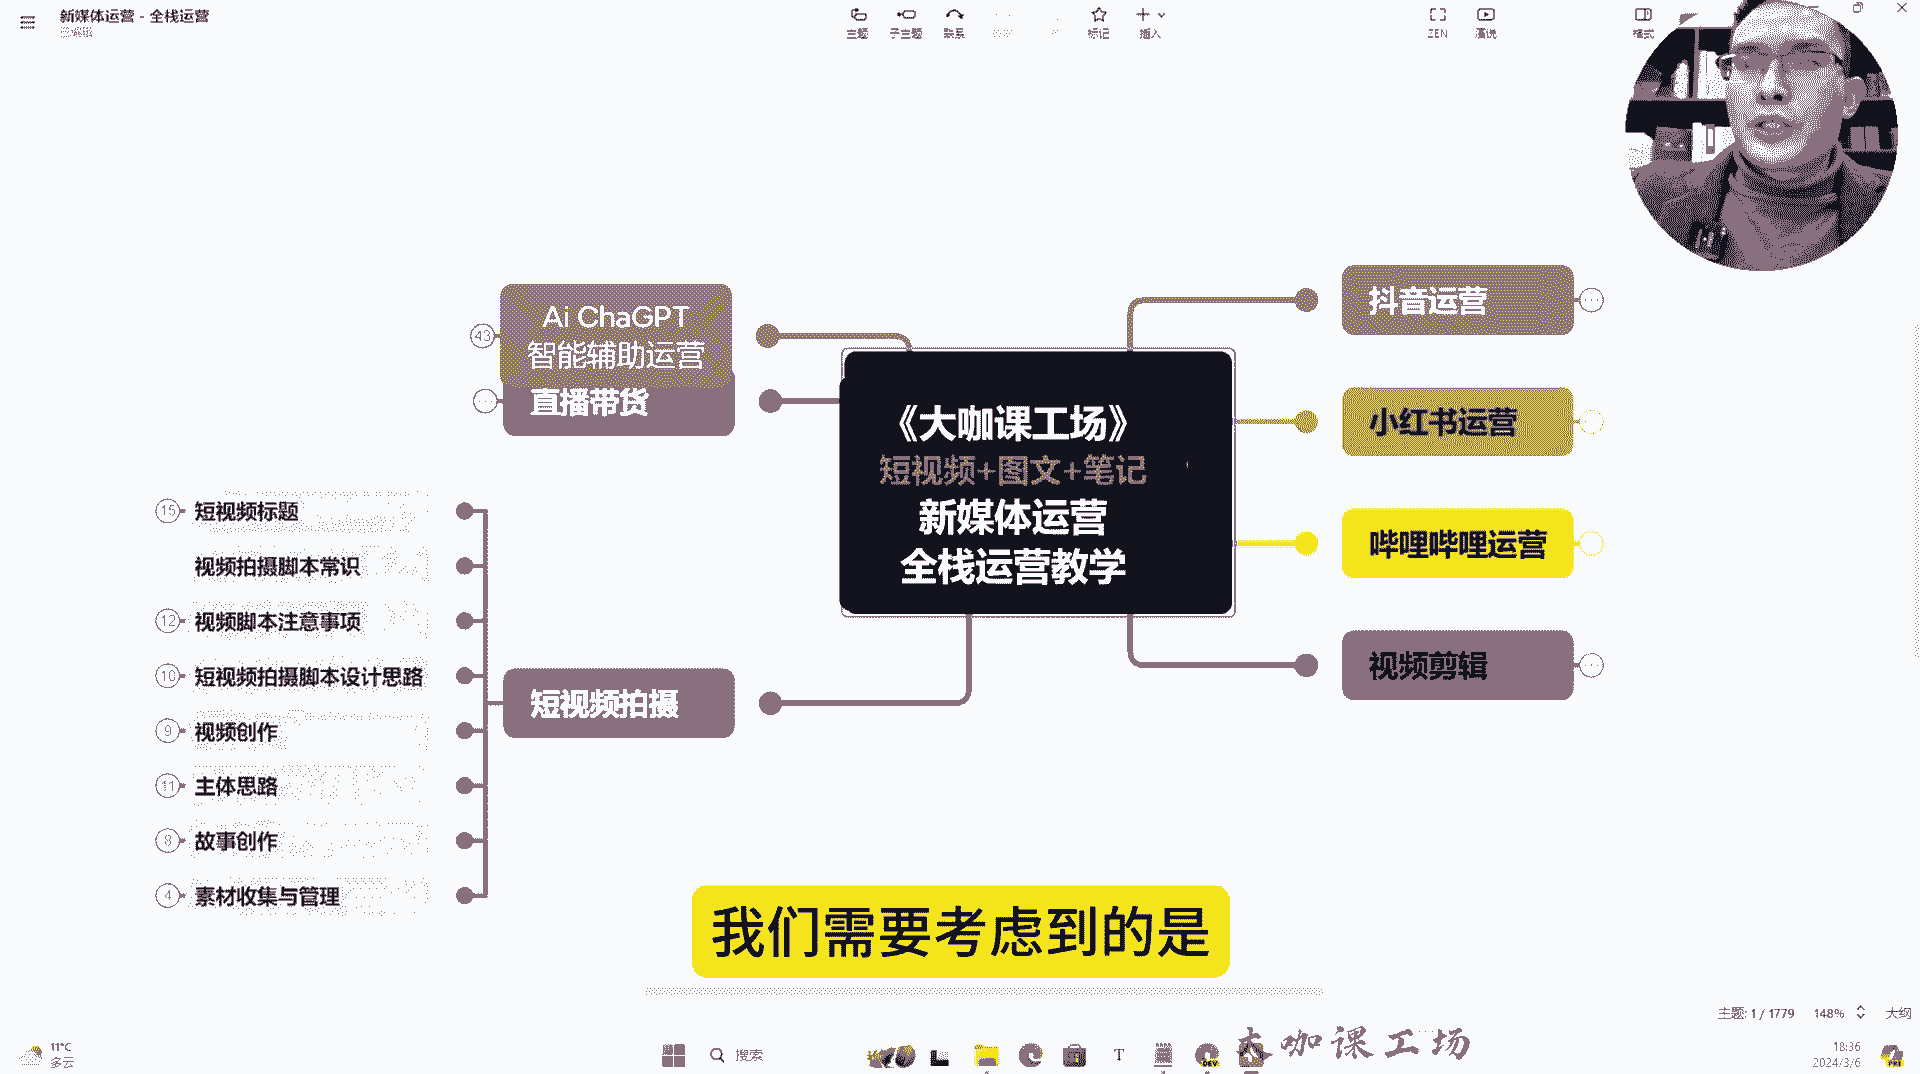 新媒体运营 - 全栈运营
已编辑
主题
子主题
联系
标记
插入
ZEN
演说
格式
43
Ai ChaGPT
智能辅助运营
直播带货
《大咖课工场》
短视频+图文+笔记
新媒体运营
全栈运营教学
抖音运营
小红书运营
哔哩哔哩运营
视频剪辑
短视频拍摄
15 短视频标题
视频拍摄脚本常识
12 视频脚本注意事项
10 短视频拍摄脚本设计思路
9 视频创作
11 主体思路
8 故事创作
4 素材收集与管理
我们需要考虑到的是
主题: 1 / 1779
148%
大纲
11°C
多云
搜索
大咖课工场
18:36
2024/3/6